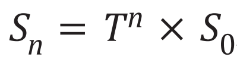 Sₙ = Tⁿ × S₀